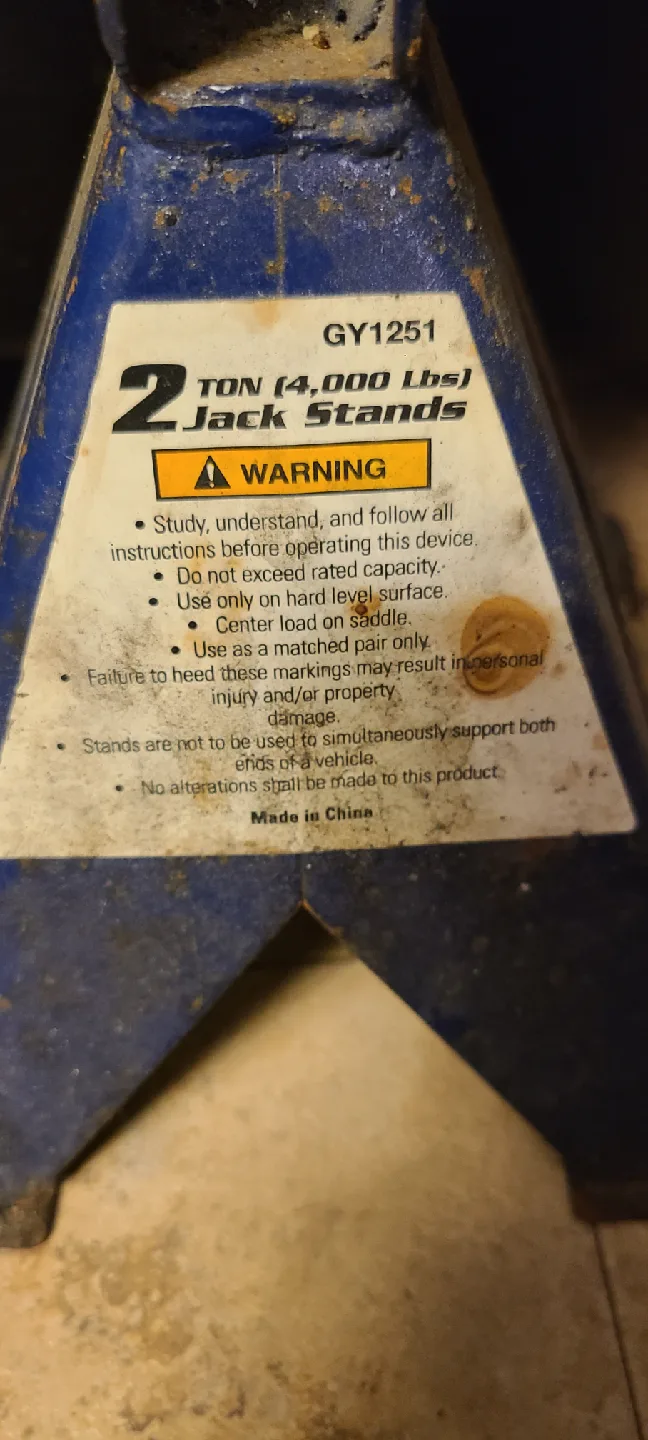 GY1251
2 TON (4,000 Lbs)
Jack Stands
WARNING
• Study, understand, and follow all
instructions before operating this device.
• Do not exceed rated capacity.
• Use only on hard level surface.
• Center load on saddle.
• Use as a matched pair only.
• Failure to heed these markings may result in personal
injury and/or property
damage.
• Stands are not to be used to simultaneously support both
ends of a vehicle.
• No alterations shall be made to this product.
Made in China